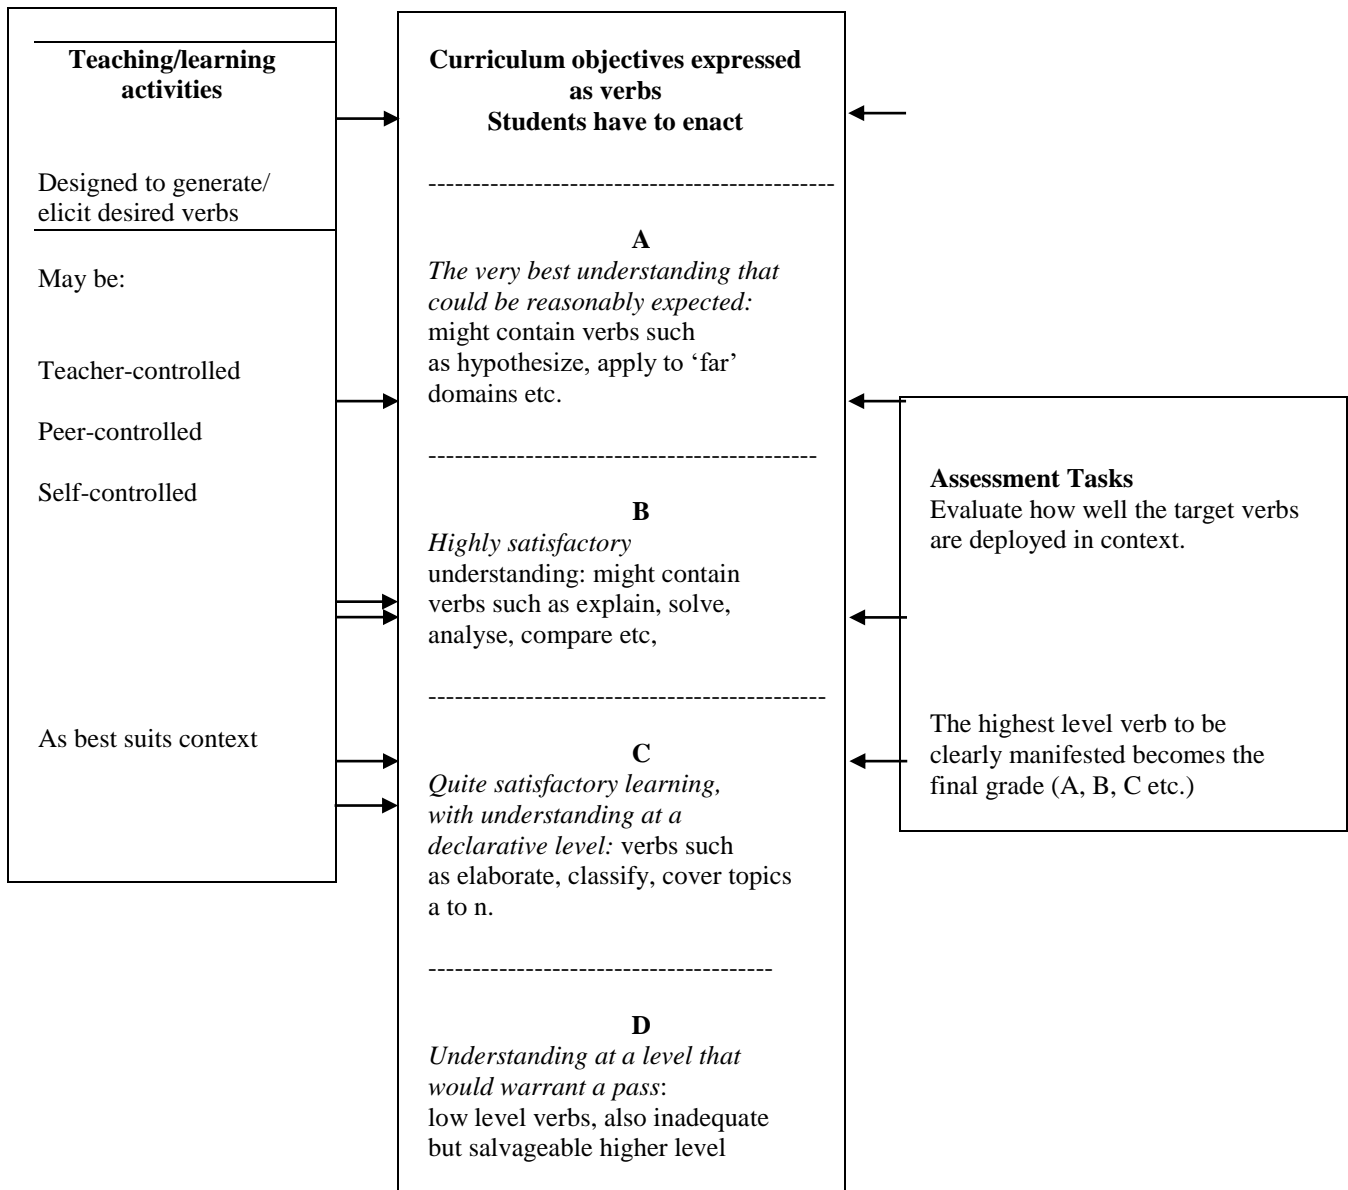 Teaching/learning
activities
Designed to generate/
elicit desired verbs
May be:
Teacher-controlled
Peer-controlled
Self-controlled
As best suits context
Curriculum objectives expressed
as verbs
Students have to enact
----------------------------------------------
A
The very best understanding that
could be reasonably expected:
might contain verbs such
as hypothesize, apply to ‘far’
domains etc.
--------------------------------------------
B
Highly satisfactory
understanding: might contain
verbs such as explain, solve,
analyse, compare etc,
---------------------------------------------
C
Quite satisfactory learning,
with understanding at a
declarative level: verbs such
as elaborate, classify, cover topics
a to n.
---------------------------------------
D
Understanding at a level that
would warrant a pass:
low level verbs, also inadequate
but salvageable higher level
Assessment Tasks
Evaluate how well the target verbs
are deployed in context.
The highest level verb to be
clearly manifested becomes the
final grade (A, B, C etc.)